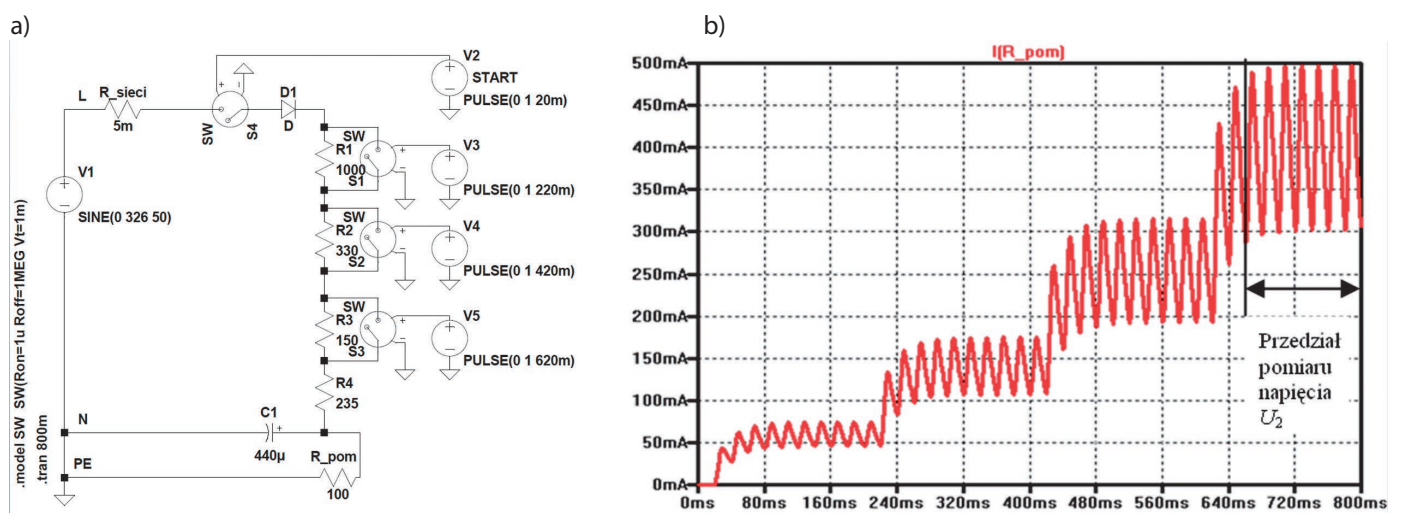 a)
L
R_sieci
5m
+
−
SW
S4
D1
D
V2
START
PULSE(0 1 20m)
V1
SINE(0 326 50)
SW
R1
1000
S1
V3
PULSE(0 1 220m)
SW
R2
330
S2
V4
PULSE(0 1 420m)
SW
R3
150
S3
V5
PULSE(0 1 620m)
R4
235
N
C1
+
440µ
PE
R_pom
100
.model SW SW(Ron=1u Roff=1MEG Vt=1m)
.tran 800m
b)
I(R_pom)
500mA
450mA
400mA
350mA
300mA
250mA
200mA
150mA
100mA
50mA
0mA
0ms
80ms
160ms
240ms
320ms
400ms
480ms
560ms
640ms
720ms
800ms
Przedział
pomiaru
napięcia
U₂